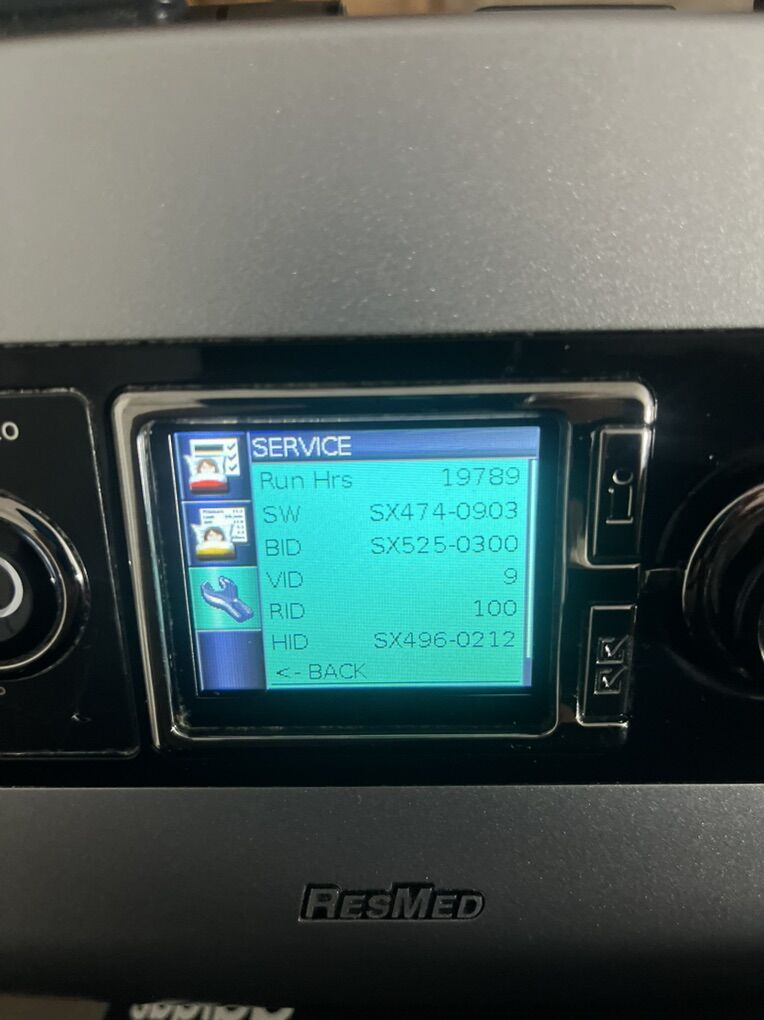 SERVICE
Run Hrs 19789
SW SX474-0903
BID SX525-0300
VID 9
RID 100
HID SX496-0212
<- BACK
RESMED